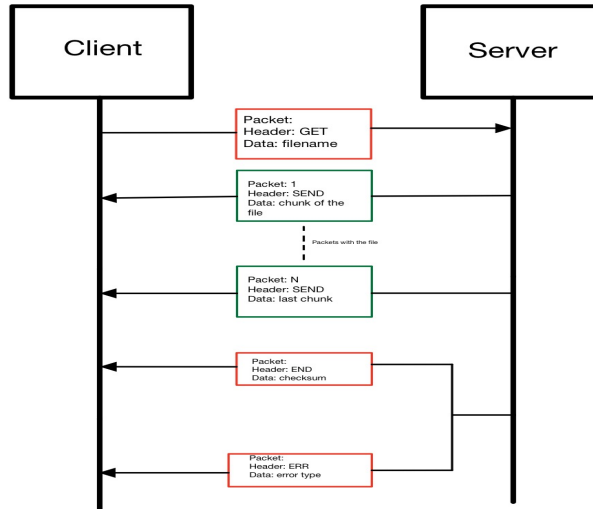 Client
Server
Packet:
Header: GET
Data: filename
Packet: 1
Header: SEND
Data: chunk of the
file
Packets with the file
Packet: N
Header: SEND
Data: last chunk
Packet:
Header: END
Data: checksum
Packet:
Header: ERR
Data: error type